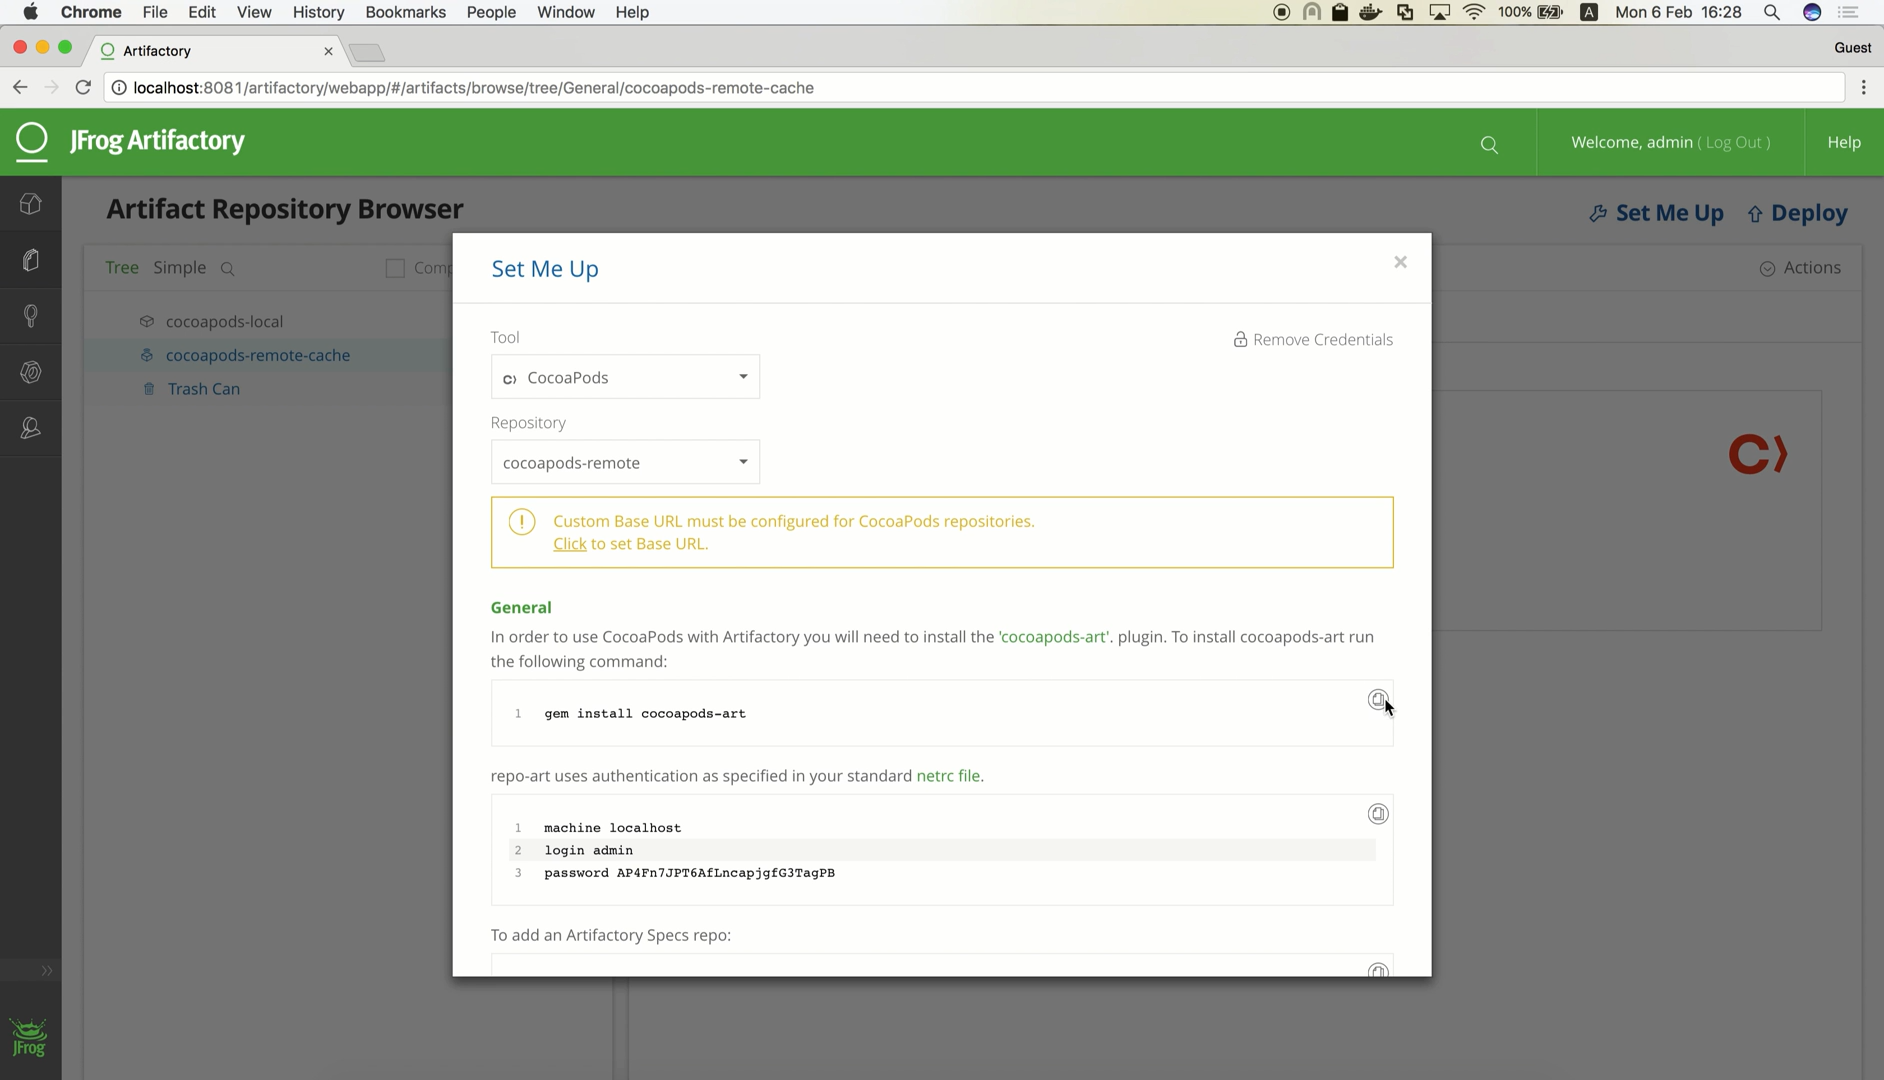 Chrome File Edit View History Bookmarks People Window Help 100% A Mon 6 Feb 16:28
Artifactory Guest
localhost:8081/artifactory/webapp/#/artifacts/browse/tree/General/cocoapods-remote-cache
JFrog Artifactory Welcome, admin ( Log Out ) Help
Artifact Repository Browser Set Me Up Deploy
Tree Simple Comp Actions
cocoapods-local
cocoapods-remote-cache
Trash Can
Set Me Up
Tool Remove Credentials
CocoaPods
Repository
cocoapods-remote
Custom Base URL must be configured for CocoaPods repositories.
Click to set Base URL.
General
In order to use CocoaPods with Artifactory you will need to install the 'cocoapods-art'. plugin. To install cocoapods-art run
the following command:
1 gem install cocoapods-art
repo-art uses authentication as specified in your standard netrc file.
1 machine localhost
2 login admin
3 password AP4Fn7JPT6AfLncapjgfG3TagPB
To add an Artifactory Specs repo:
JFrog